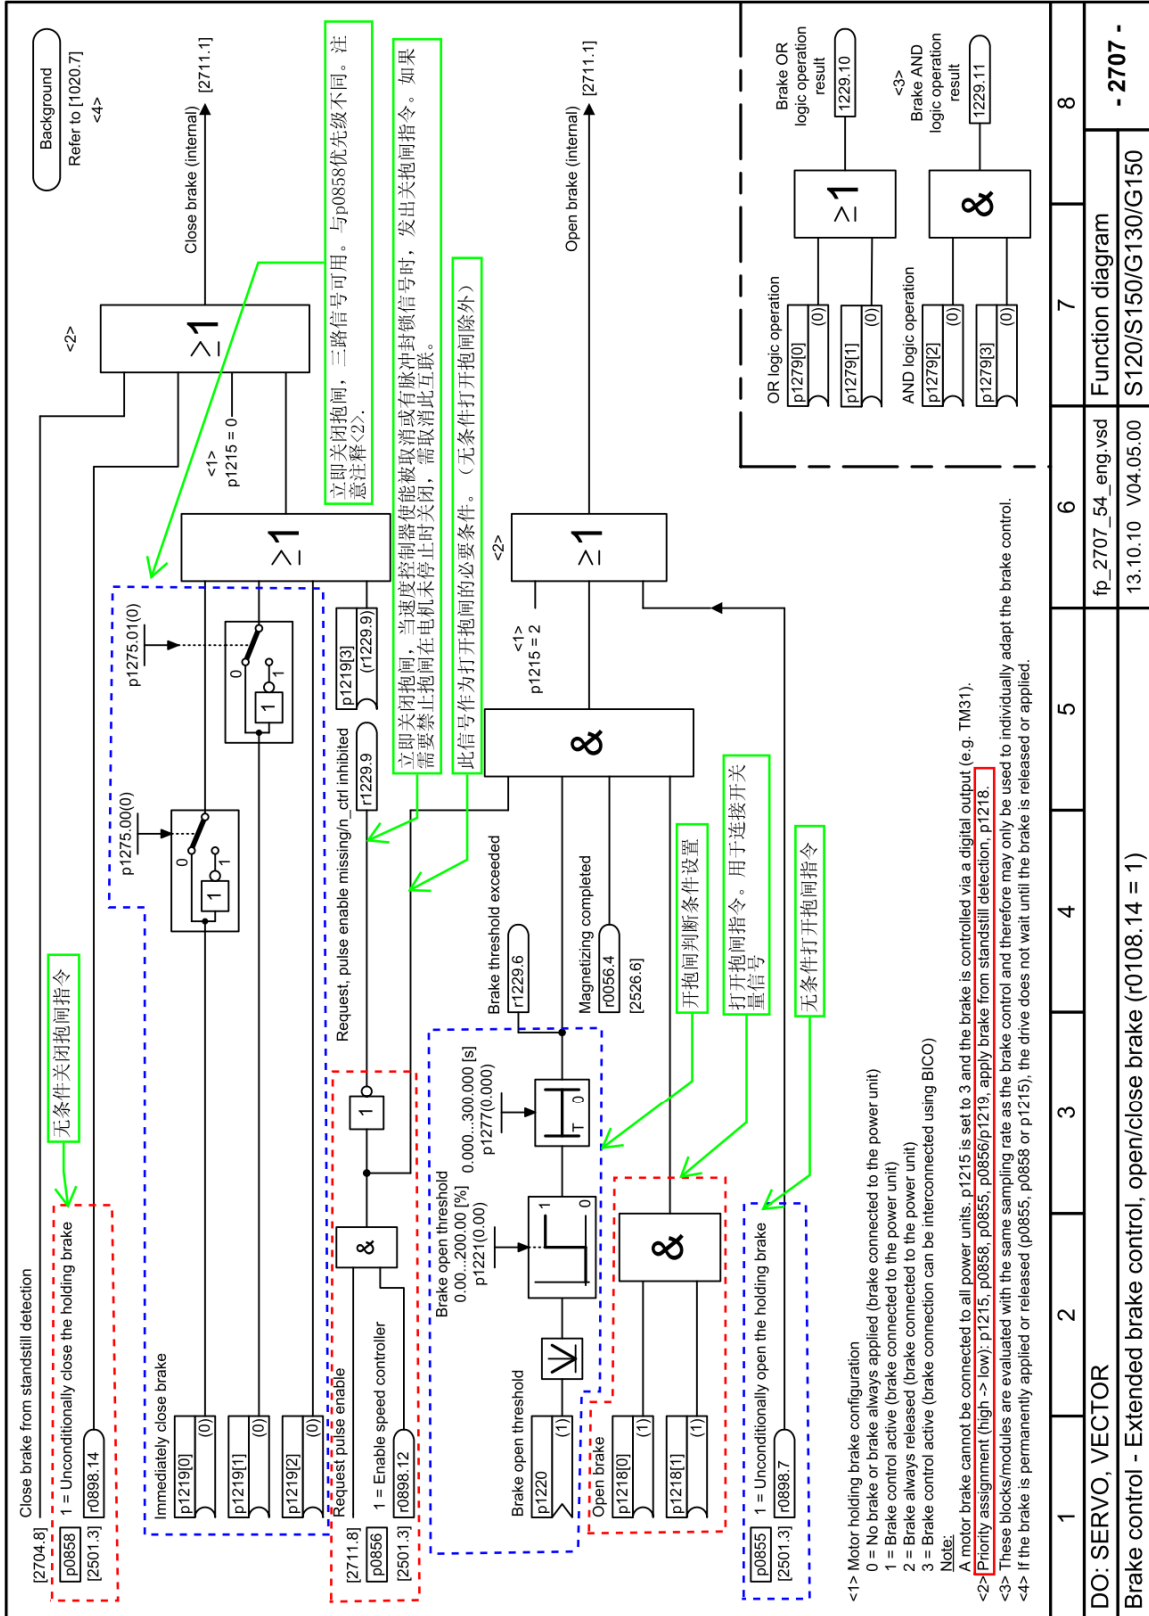 Background
Refer to [1020.7]
<4>
Close brake from standstill detection
[2704.8]
无条件关闭抱闸指令
<2>
≥1
Close brake (internal)
[2711.1]
p0858
1 = Unconditionally close the holding brake
[2501.3]
r0898.14
<1>
p1215 = 0
Immediately close brake
p1219[0]
(0)
p1219[1]
(0)
p1219[2]
(0)
p1275.00(0)
0
1
1
p1275.01(0)
0
1
1
≥1
p1219[3]
(r1229.9)
立即关闭抱闸，三路信号可用。与p0858优先级不同。注
意注释<2>.
Request, pulse enable missing/n_ctrl inhibited
r1229.9
立即关闭抱闸，当速度控制器使能被取消或有脉冲封锁信号时，发出关抱闸指令。如果
需要禁止抱闸在电机未停止时关闭，需取消此互联。
此信号作为打开抱闸的必要条件。（无条件打开抱闸除外）
Request pulse enable
[2711.8]
p0856
1 = Enable speed controller
[2501.3]
r0898.12
&
1
Brake open threshold
0.00...200.00 [%]
p1221(0.00)
0.000...300.000 [s]
p1277(0.000)
Brake open threshold
p1220
(1)
1
0
T
0
Brake threshold exceeded
r1229.6
Magnetizing completed
r0056.4
[2526.6]
&
<1>
p1215 = 2
<2>
≥1
Open brake (internal)
[2711.1]
Open brake
p1218[0]
(1)
p1218[1]
(1)
&
开抱闸判断条件设置
打开抱闸指令。用于连接开关
量信号
无条件打开抱闸指令
p0855
1 = Unconditionally open the holding brake
[2501.3]
r0898.7
OR logic operation
p1279[0]
(0)
p1279[1]
(0)
≥1
Brake OR
logic operation
result
1229.10
AND logic operation
p1279[2]
(0)
p1279[3]
(0)
&
<3>
Brake AND
logic operation
result
1229.11
<1> Motor holding brake configuration
0 = No brake or brake always applied (brake connected to the power unit)
1 = Brake control active (brake connected to the power unit)
2 = Brake always released (brake connected to the power unit)
3 = Brake control active (brake connection can be interconnected using BICO)
Note:
A motor brake cannot be connected to all power units. p1215 is set to 3 and the brake is controlled via a digital output (e.g. TM31).
<2> Priority assignment (high -> low): p1215, p0858, p0855, p0856/p1219, apply brake from standstill detection, p1218.
<3> These blocks/modules are evaluated with the same sampling rate as the brake control and therefore may only be used to individually adapt the brake control.
<4> If the brake is permanently applied or released (p0855, p0858 or p1215), the drive does not wait until the brake is released or applied.
1 2 3 4 5 6 7 8
DO: SERVO, VECTOR
fp_2707_54_eng.vsd
Function diagram
- 2707 -
Brake control - Extended brake control, open/close brake (r0108.14 = 1)
13.10.10 V04.05.00
S120/S150/G130/G150